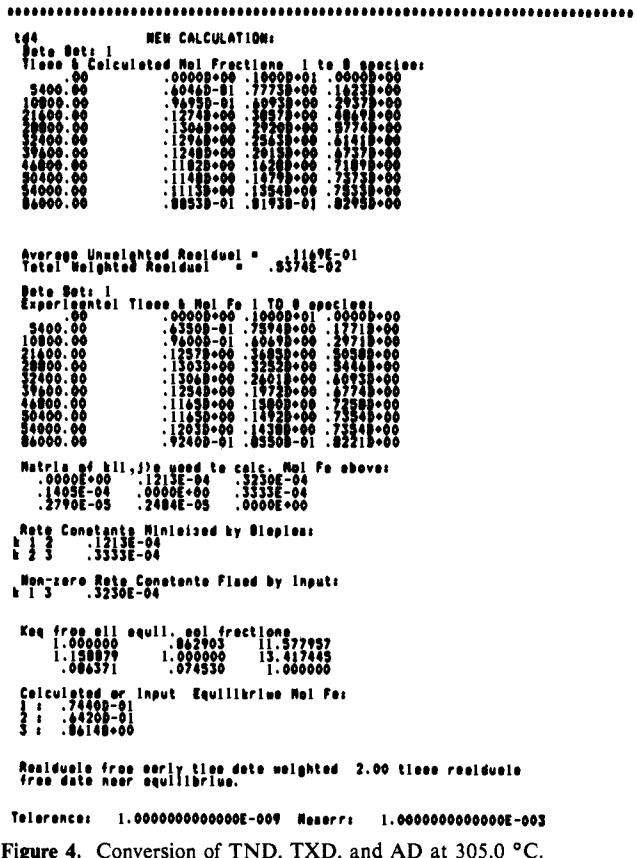 td4 NEW CALCULATION:
Data Set: 1
Times & Calculated Mol Fractions 1 to 8 species:
.00 .0000D+00 .1000D+01 .0000D+00
5400.00 .6046D-01 .7773D+00 .1623D+00
10800.00 .9695D-01 .6093D+00 .2937D+00
21600.00 .1274D+00 .3857D+00 .4869D+00
28800.00 .1306D+00 .2920D+00 .5774D+00
32400.00 .1296D+00 .2563D+00 .6141D+00
39600.00 .1248D+00 .2015D+00 .6737D+00
46800.00 .1182D+00 .1628D+00 .7189D+00
50400.00 .1148D+00 .1479D+00 .7373D+00
54000.00 .1113D+00 .1354D+00 .7533D+00
86000.00 .8853D-01 .8193D-01 .8295D+00
Average Unweighted Residual = .1169E-01
Total Weighted Residual = .5374E-02
Data Set: 1
Experimental Times & Mol Fs 1 TO 8 species:
.00 .0000D+00 .1000D+01 .0000D+00
5400.00 .6350D-01 .7594D+00 .1771D+00
10800.00 .9600D-01 .6069D+00 .2971D+00
21600.00 .1257D+00 .3685D+00 .5058D+00
28800.00 .1303D+00 .3252D+00 .5446D+00
32400.00 .1306D+00 .2601D+00 .6093D+00
39600.00 .1254D+00 .1972D+00 .6774D+00
46800.00 .1165D+00 .1580D+00 .7258D+00
50400.00 .1165D+00 .1492D+00 .7354D+00
54000.00 .1203D+00 .1438D+00 .7354D+00
86000.00 .9240D-01 .8550D-01 .8221D+00
Matrix of k(i,j)s used to calc. Mol Fs above:
.0000E+00 .1213E-04 .3230E-04
.1405E-04 .0000E+00 .3333E-04
.2790E-05 .2484E-05 .0000E+00
Rate Constants Minimized by Simplex:
k 1 2 .1213E-04
k 2 3 .3333E-04
Non-zero Rate Constants Fixed by Input:
k 1 3 .3230E-04
Keq from all equil. mol fractions
1.000000 .862903 11.577957
1.158879 1.000000 13.417445
.086371 .074530 1.000000
Calculated or Input Equilibrium Mol Fs:
1 : .7440D-01
2 : .6420D-01
3 : .8614D+00
Residuals from early time data weighted 2.00 times residuals
from data near equilibrium.
Tolerance: 1.0000000000000E-009 Maxerr: 1.0000000000000E-003
Figure 4. Conversion of TND, TXD, and AD at 305.0 °C.